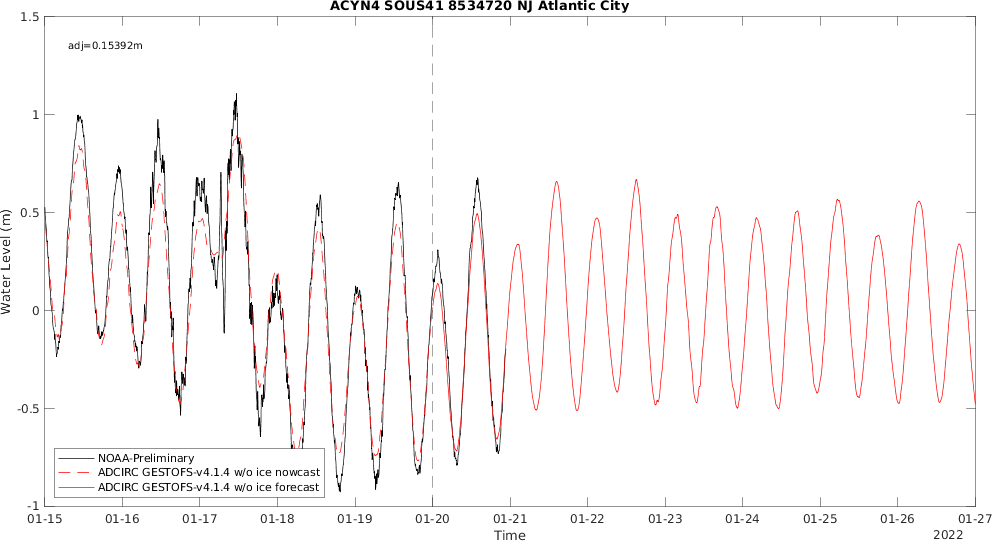 ACYN4 SOUS41 8534720 NJ Atlantic City
adj=0.15392m
1.5
1
0.5
0
-0.5
-1
Water Level (m)
NOAA-Preliminary
ADCIRC GESTOFS-v4.1.4 w/o ice nowcast
ADCIRC GESTOFS-v4.1.4 w/o ice forecast
01-15 01-16 01-17 01-18 01-19 01-20 01-21 01-22 01-23 01-24 01-25 01-26 01-27
Time
2022